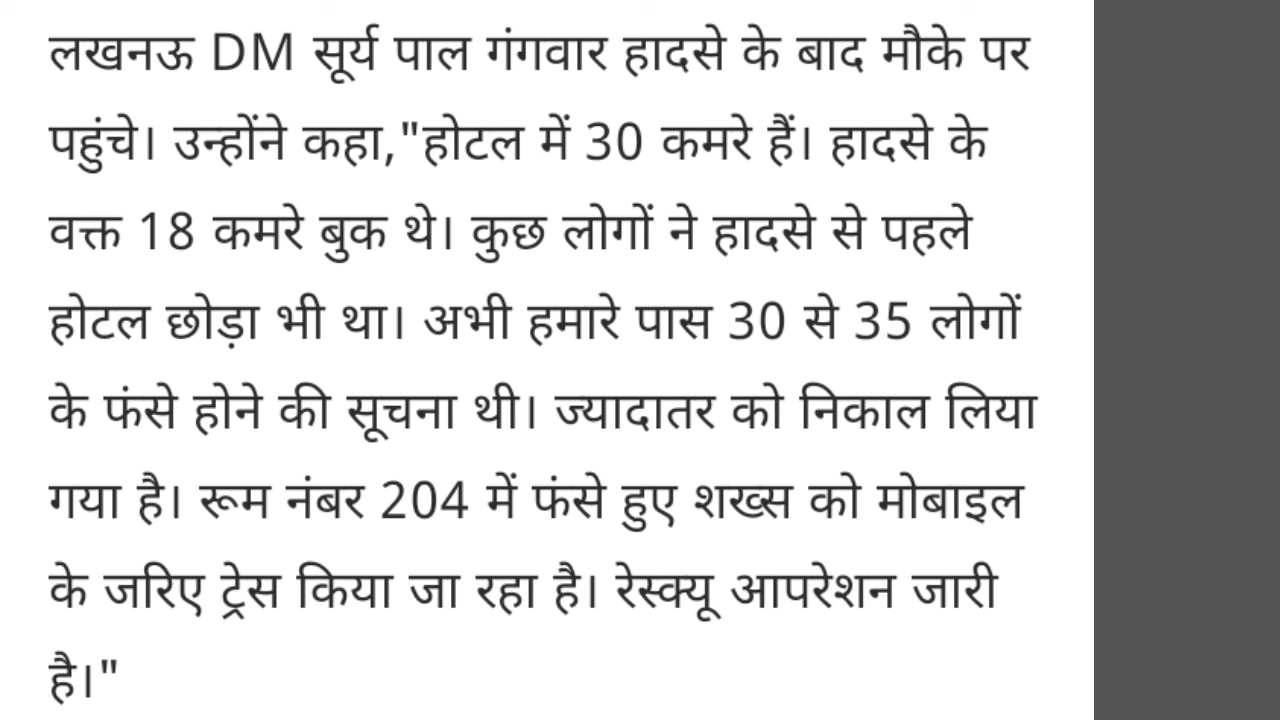 लखनऊ DM सूर्य पाल गंगवार हादसे के बाद मौके पर
पहुंचे। उन्होंने कहा,"होटल में 30 कमरे हैं। हादसे के
वक्त 18 कमरे बुक थे। कुछ लोगों ने हादसे से पहले
होटल छोड़ा भी था। अभी हमारे पास 30 से 35 लोगों
के फंसे होने की सूचना थी। ज्यादातर को निकाल लिया
गया है। रूम नंबर 204 में फंसे हुए शख्स को मोबाइल
के जरिए ट्रेस किया जा रहा है। रेस्क्यू आपरेशन जारी
है।"